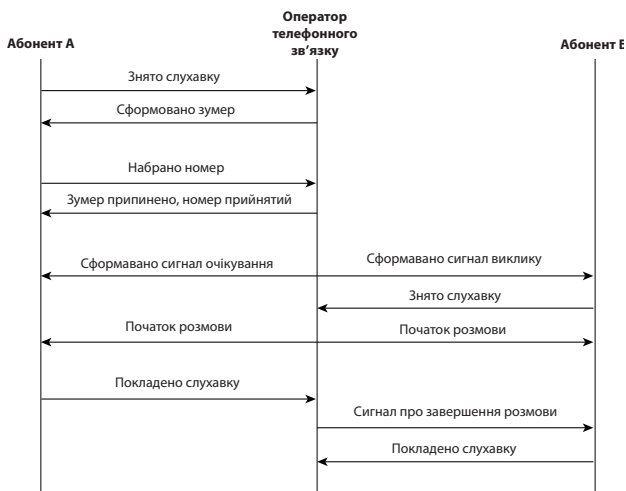 Оператор
телефонного
зв’язку
Абонент А
Абонент В
Знято слухавку
Сформовано зумер
Набрано номер
Зумер припинено, номер прийнятий
Сформавано сигнал очікування
Сформавано сигнал виклику
Знято слухавку
Початок розмови
Початок розмови
Покладено слухавку
Сигнал про завершення розмови
Покладено слухавку